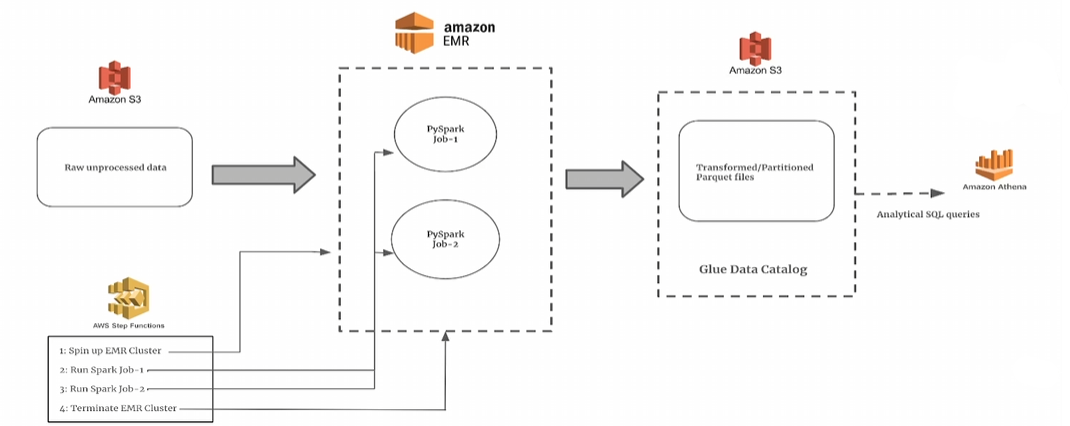 amazon
EMR
Amazon S3
Amazon S3
PySpark
Job-1
Raw unprocessed data
Transformed/Partitioned
Parquet files
Amazon Athena
Analytical SQL queries
PySpark
Job-2
Glue Data Catalog
AWS Step Functions
1: Spin up EMR Cluster
2: Run Spark Job-1
3: Run Spark Job-2
4: Terminate EMR Cluster